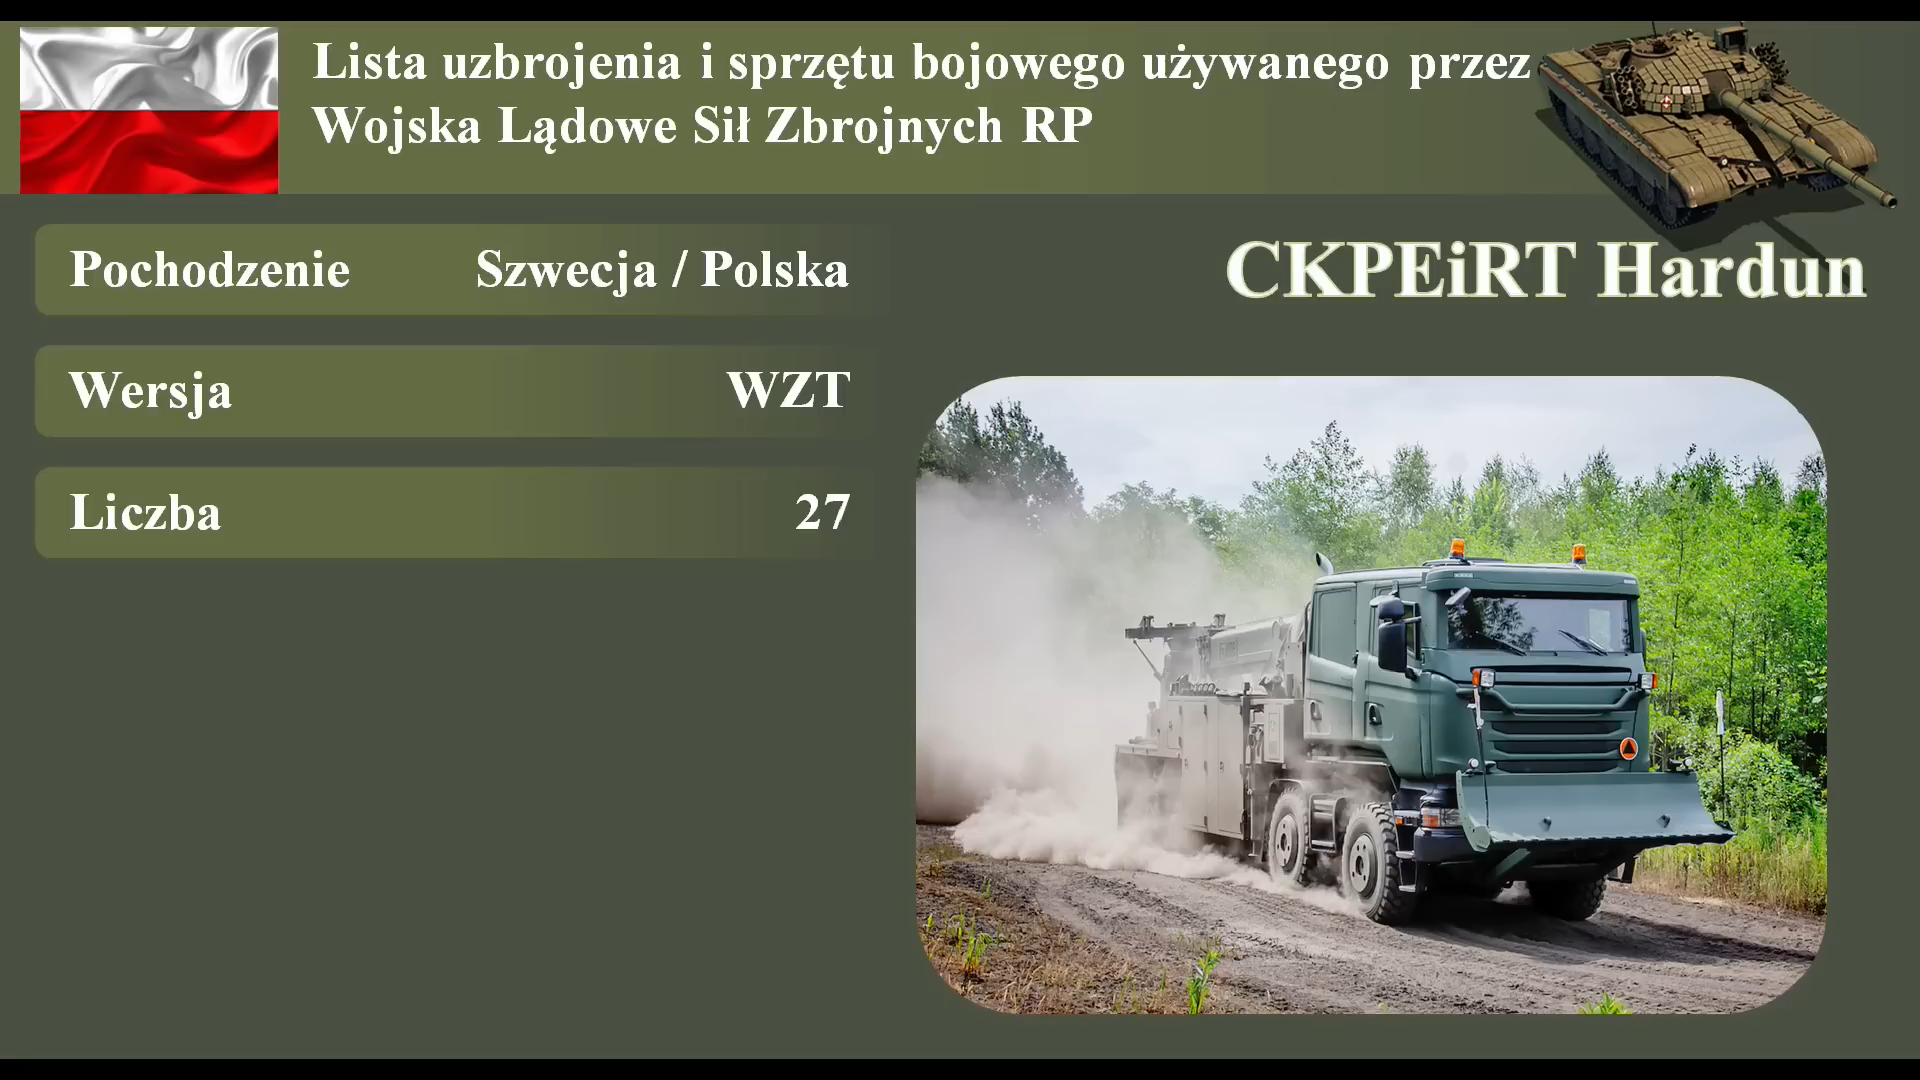 Lista uzbrojenia i sprzętu bojowego używanego przez
Wojska Lądowe Sił Zbrojnych RP
CKPEiRT Hardun
Pochodzenie Szwecja / Polska
Wersja WZT
Liczba 27